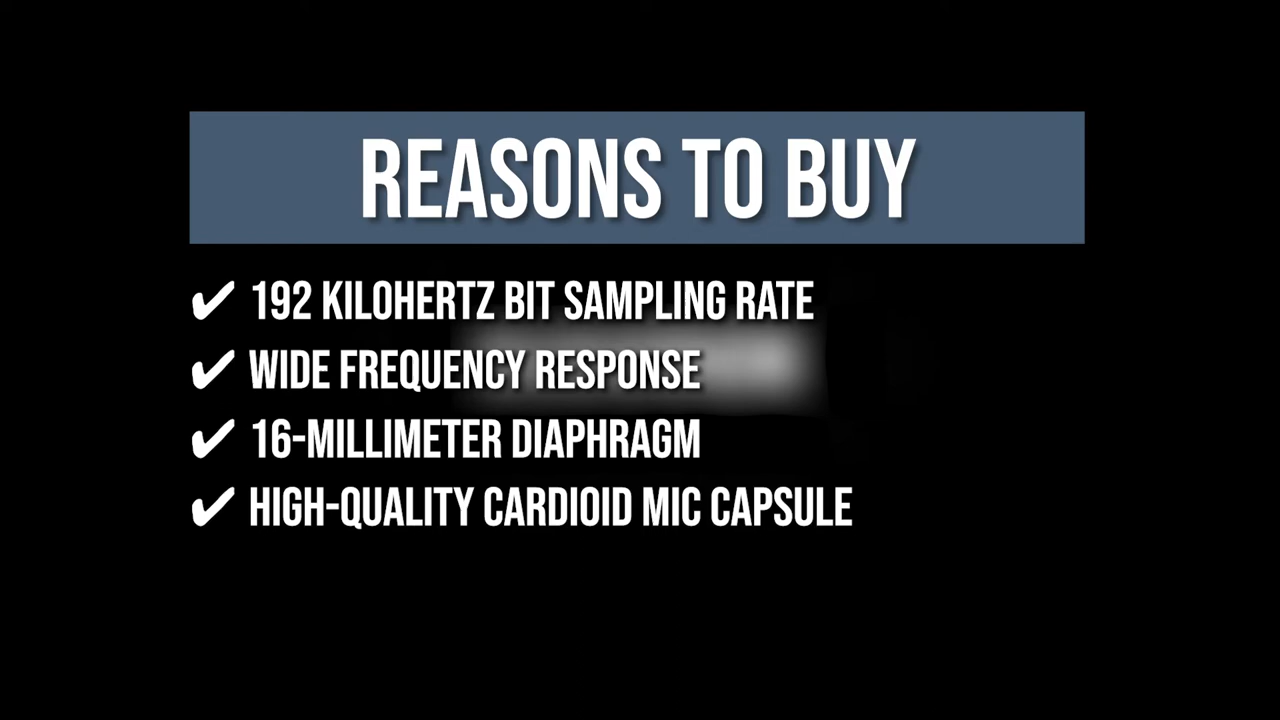 REASONS TO BUY
✔ 192 KILOHERTZ BIT SAMPLING RATE
✔ WIDE FREQUENCY RESPONSE
✔ 16-MILLIMETER DIAPHRAGM
✔ HIGH-QUALITY CARDIOID MIC CAPSULE